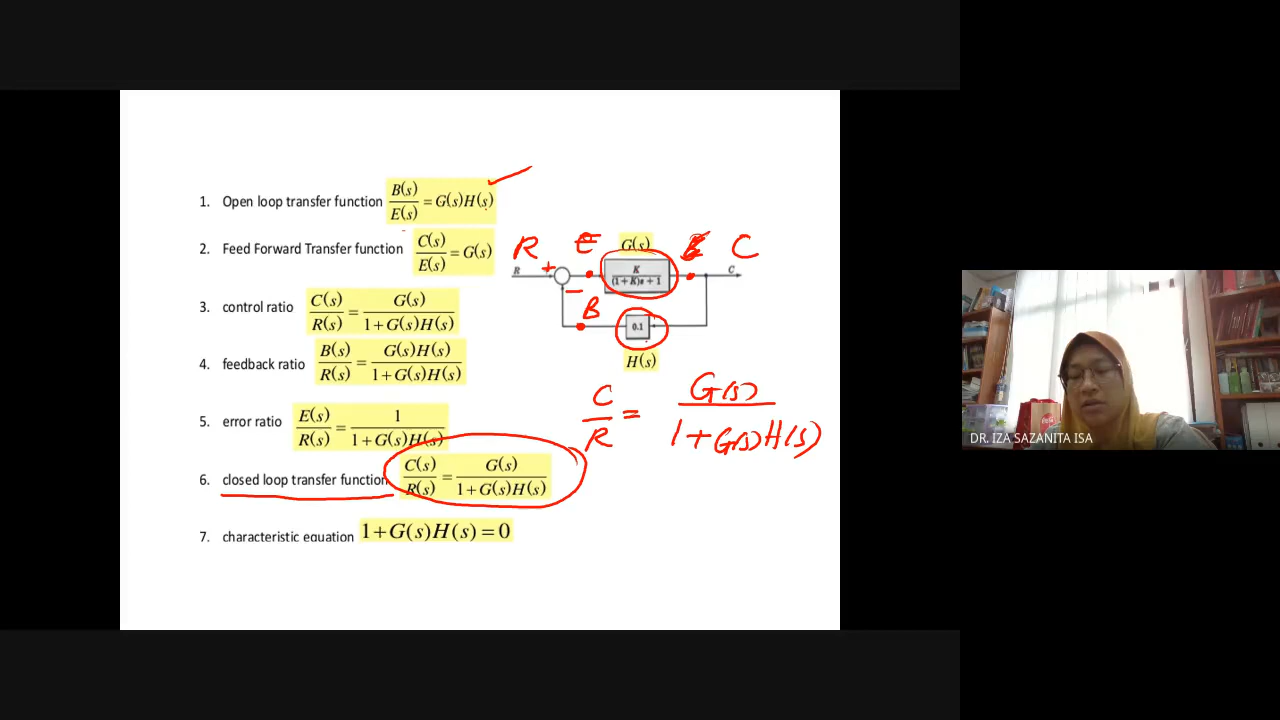 1. Open loop transfer function B(s)/E(s) = G(s)H(s)
2. Feed Forward Transfer function C(s)/E(s) = G(s)
3. control ratio C(s)/R(s) = G(s)/1+G(s)H(s)
4. feedback ratio B(s)/R(s) = G(s)H(s)/1+G(s)H(s)
5. error ratio E(s)/R(s) = 1/1+G(s)H(s)
6. closed loop transfer function C(s)/R(s) = G(s)/1+G(s)H(s)
7. characteristic equation 1+G(s)H(s)=0
R E G(s) C
R + K/(1+K)s+1 C
−
B
0.1
H(s)
C/R = G(s)/1+G(s)H(s)
DR. IZA SAZANITA ISA